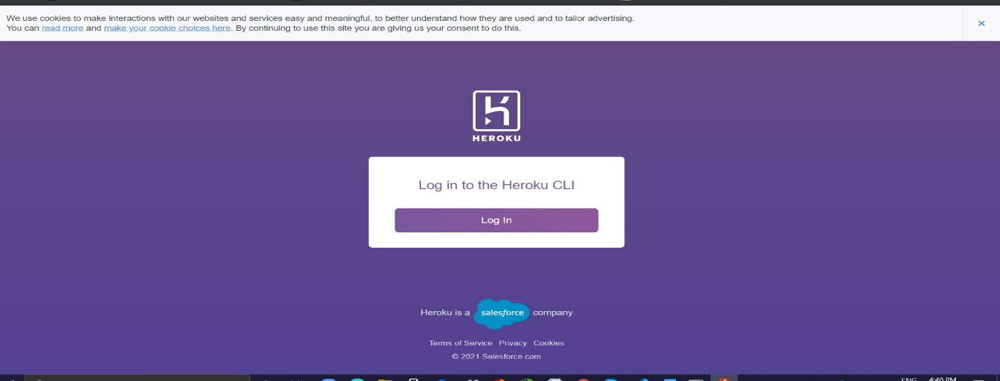 We use cookies to make interactions with our websites and services easy and meaningful, to better understand how they are used and to tailor advertising.
You can read more and make your cookie choices here. By continuing to use this site you are giving us your consent to do this.
×
HEROKU
Log in to the Heroku CLI
Log In
Heroku is a salesforce company
Terms of Service Privacy Cookies
© 2021 Salesforce.com
ENG 4:40 PM